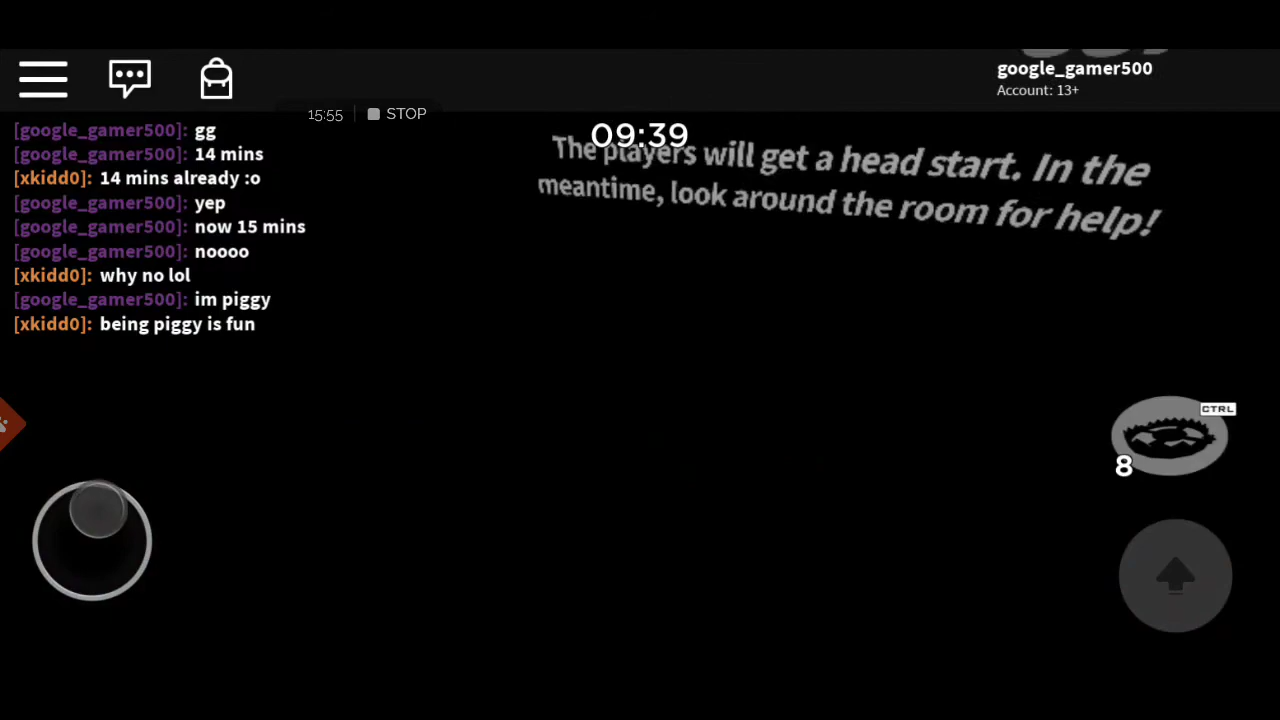 google_gamer500
Account: 13+
15:55 STOP
09:39
[google_gamer500]: gg
[google_gamer500]: 14 mins
[xkidd0]: 14 mins already :o
[google_gamer500]: yep
[google_gamer500]: now 15 mins
[google_gamer500]: noooo
[xkidd0]: why no lol
[google_gamer500]: im piggy
[xkidd0]: being piggy is fun
The players will get a head start. In the
meantime, look around the room for help!
CTRL
8